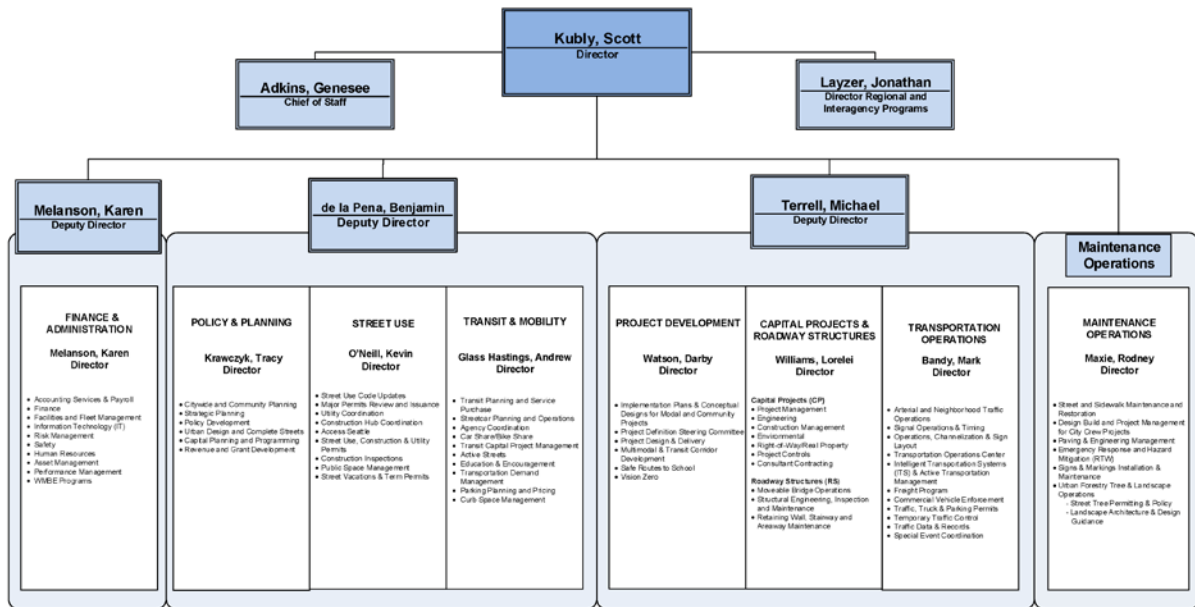 Kubly, Scott
Director
Adkins, Genesee
Chief of Staff
Layzer, Jonathan
Director Regional and
Interagency Programs
Melanson, Karen
Deputy Director
de la Pena, Benjamin
Deputy Director
Terrell, Michael
Deputy Director
Maintenance
Operations
FINANCE &
ADMINISTRATION
Melanson, Karen
Director
• Accounting Services & Payroll
• Finance
• Facilities and Fleet Management
• Information Technology (IT)
• Risk Management
• Safety
• Human Resources
• Asset Management
• Performance Management
• WMBE Programs
POLICY & PLANNING
Krawczyk, Tracy
Director
• Citywide and Community Planning
• Strategic Planning
• Policy Development
• Urban Design and Complete Streets
• Capital Planning and Programming
• Revenue and Grant Development
STREET USE
O'Neill, Kevin
Director
• Street Use Code Updates
• Major Permits Review and Issuance
• Utility Coordination
• Construction Hub Coordination
• Access Seattle
• Street Use, Construction & Utility
Permits
• Construction Inspections
• Public Space Management
• Street Vacations & Term Permits
TRANSIT & MOBILITY
Glass Hastings, Andrew
Director
• Transit Planning and Service
Purchase
• Streetcar Planning and Operations
• Agency Coordination
• Car Share/Bike Share
• Transit Capital Project Management
• Active Streets
• Education & Encouragement
• Transportation Demand
Management
• Parking Planning and Pricing
• Curb Space Management
PROJECT DEVELOPMENT
Watson, Darby
Director
• Implementation Plans & Conceptual
Designs for Modal and Community
Projects
• Project Definition Steering Committee
• Project Design & Delivery
• Multimodal & Transit Corridor
Development
• Safe Routes to School
• Vision Zero
CAPITAL PROJECTS &
ROADWAY STRUCTURES
Williams, Lorelei
Director
Capital Projects (CP)
• Project Management
• Engineering
• Construction Management
• Environmental
• Right-of-Way/Real Property
• Project Controls
• Consultant Contracting
Roadway Structures (RS)
• Moveable Bridge Operations
• Structural Engineering, Inspection
and Maintenance
• Retaining Wall, Stairway and
Areaway Maintenance
TRANSPORTATION
OPERATIONS
Bandy, Mark
Director
• Arterial and Neighborhood Traffic
Operations
• Signal Operations & Timing
• Operations, Channelization & Sign
Layout
• Transportation Operations Center
• Intelligent Transportation Systems
(ITS) & Active Transportation
Management
• Freight Program
• Commercial Vehicle Enforcement
• Traffic, Truck & Parking Permits
• Temporary Traffic Control
• Traffic Data & Records
• Special Event Coordination
MAINTENANCE
OPERATIONS
Maxie, Rodney
Director
• Street and Sidewalk Maintenance and
Restoration
• Design Build and Project Management
for City Crew Projects
• Paving & Engineering Management
• Emergency Response and Hazard
Mitigation (RTW)
• Signs & Markings Installation &
Maintenance
• Urban Forestry Tree & Landscape
Operations
- Street Tree Permitting & Policy
- Landscape Architecture & Design
Guidance